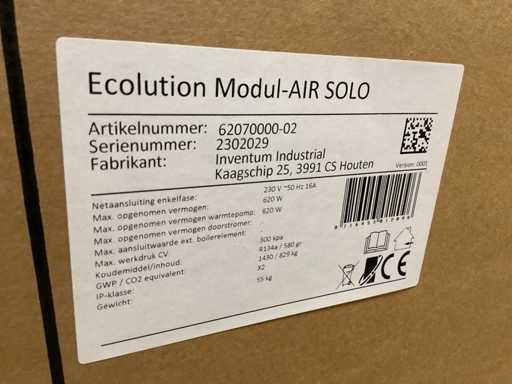 Ecolution Modul-AIR SOLO
Artikelnummer: 62070000-02
Serienummer: 2302029
Fabrikant: Inventum Industrial
Kaagschip 25, 3991 CS Houten
Version: 0001
Netaansluiting enkelfase: 230 V ~50 Hz 16A
Max. opgenomen vermogen: 620 W
Max. opgenomen vermogen warmtepomp: 620 W
Max. opgenomen vermogen doorstromer: -
Max. aansluitwaarde ext. boilerelement: -
Max. werkdruk CV: 300 kpa
Koudemiddel/inhoud: R134a / 580 gr
GWP / CO2 equivalent: 1430 / 829 kg
IP-klasse: X2
Gewicht: 55 kg
CE